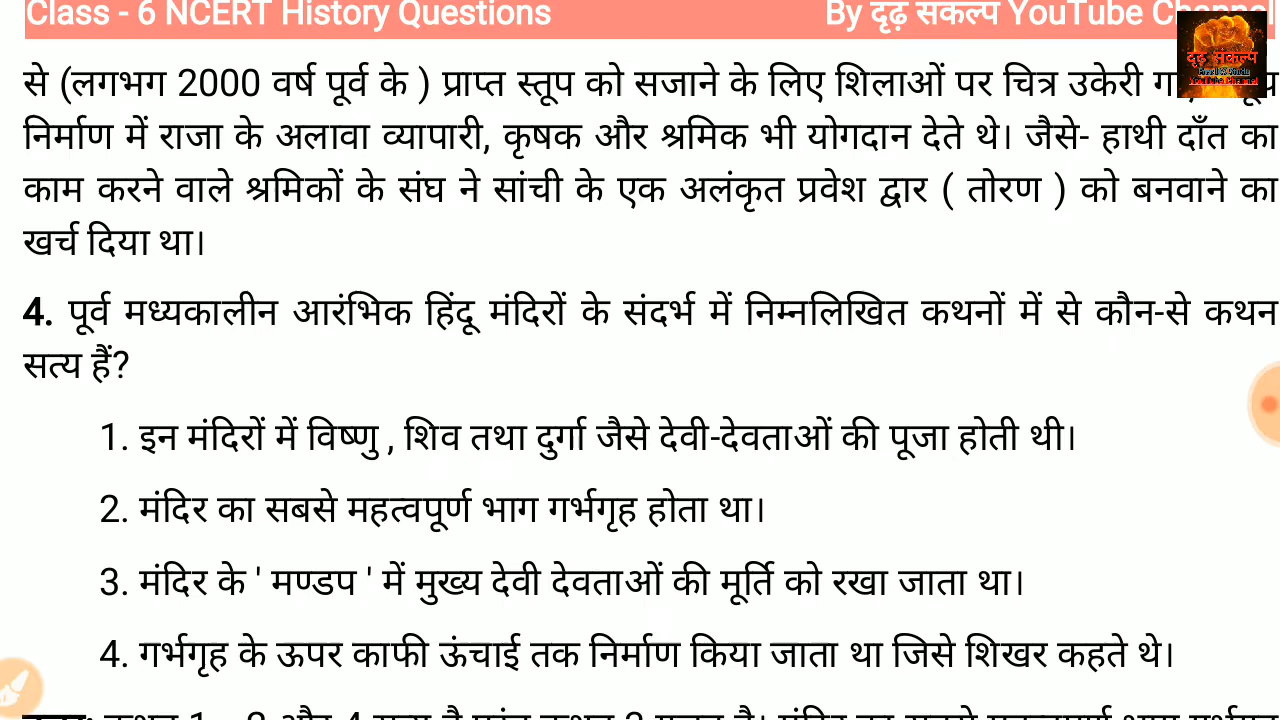 Class - 6 NCERT History Questions By दृढ़ सकल्प YouTube
से (लगभग 2000 वर्ष पूर्व के ) प्राप्त स्तूप को सजाने के लिए शिलाओं पर चित्र उकेरी
निर्माण में राजा के अलावा व्यापारी, कृषक और श्रमिक भी योगदान देते थे। जैसे- हाथी दाँत का
काम करने वाले श्रमिकों के संघ ने सांची के एक अलंकृत प्रवेश द्वार ( तोरण ) को बनवाने का
खर्च दिया था।
4. पूर्व मध्यकालीन आरंभिक हिंदू मंदिरों के संदर्भ में निम्नलिखित कथनों में से कौन-से कथन
सत्य हैं?
1. इन मंदिरों में विष्णु , शिव तथा दुर्गा जैसे देवी-देवताओं की पूजा होती थी।
2. मंदिर का सबसे महत्वपूर्ण भाग गर्भगृह होता था।
3. मंदिर के ' मण्डप ' में मुख्य देवी देवताओं की मूर्ति को रखा जाता था।
4. गर्भगृह के ऊपर काफी ऊंचाई तक निर्माण किया जाता था जिसे शिखर कहते थे।